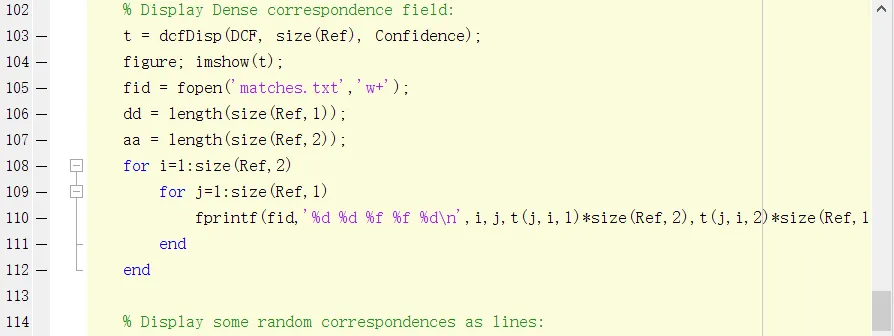 102 % Display Dense correspondence field:
103 — t = dcfDisp(DCF, size(Ref), Confidence);
104 — figure; imshow(t);
105 — fid = fopen('matches.txt','w+');
106 — dd = length(size(Ref,1));
107 — aa = length(size(Ref,2));
108 — for i=1:size(Ref,2)
109 — for j=1:size(Ref,1)
110 — fprintf(fid,'%d %d %f %f %d\n',i,j,t(j,i,1)*size(Ref,2),t(j,i,2)*size(Ref,1
111 — end
112 — end
113
114 % Display some random correspondences as lines: